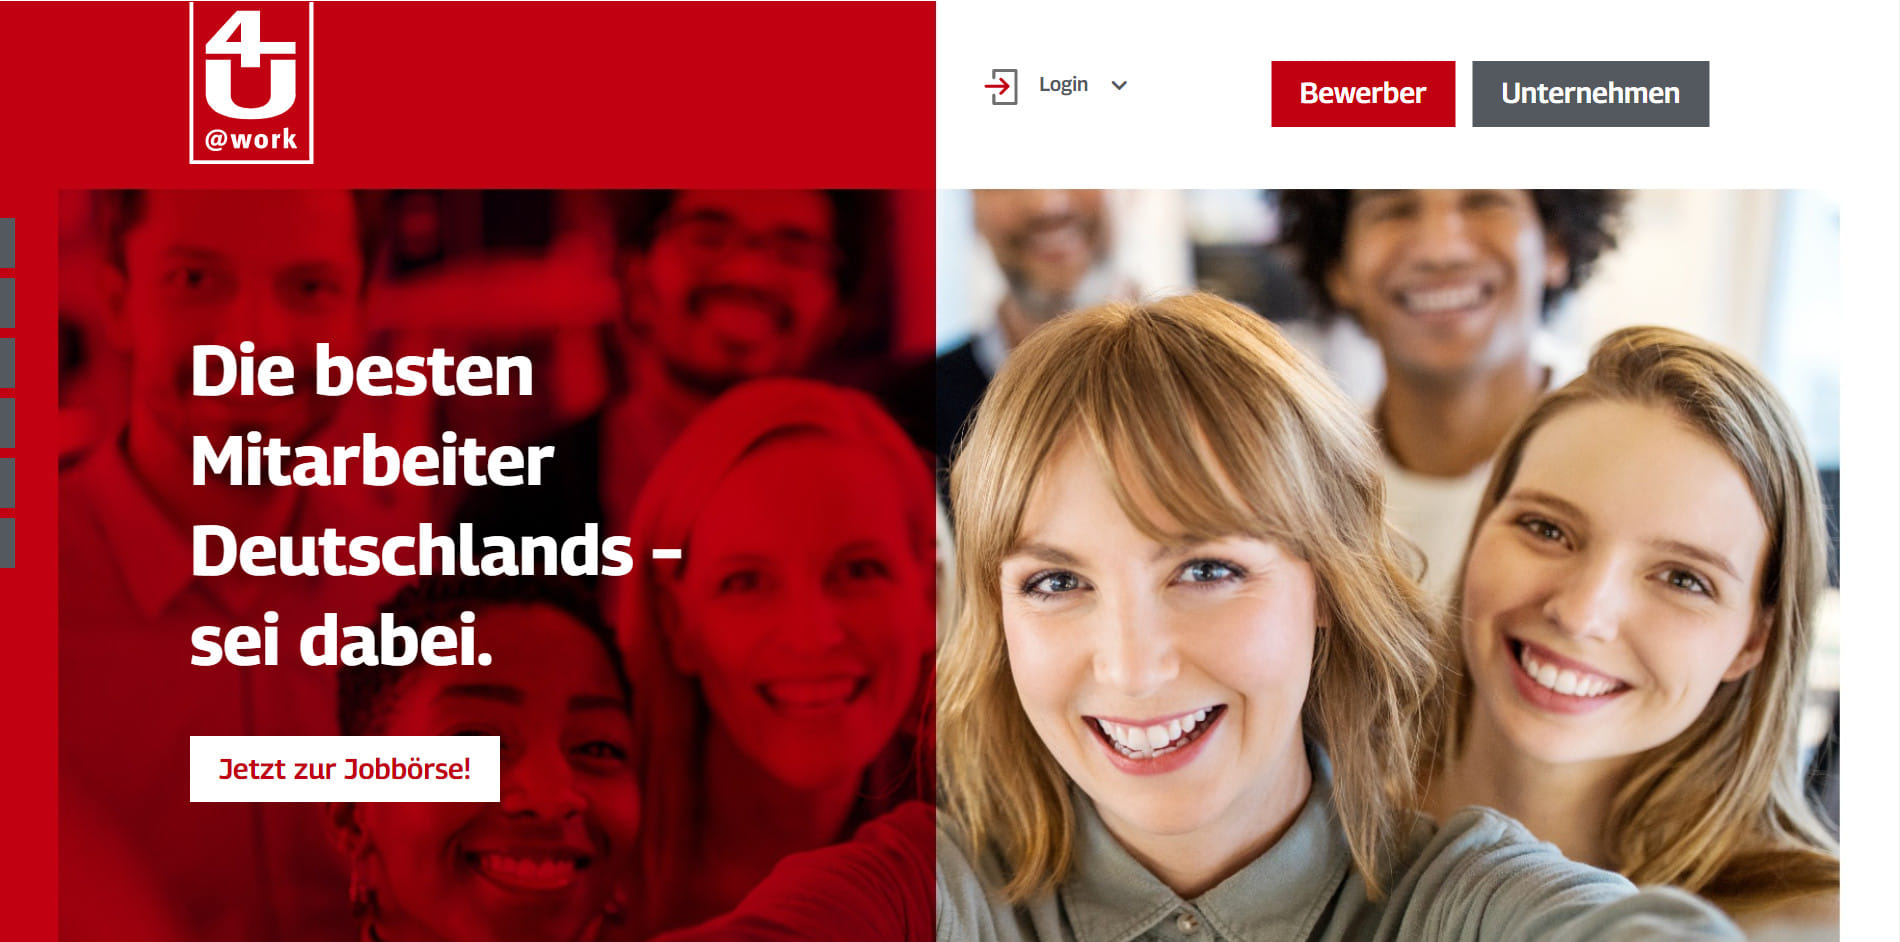 4U
@work
Login
Bewerber
Unternehmen
Die besten
Mitarbeiter
Deutschlands –
sei dabei.
Jetzt zur Jobbörse!